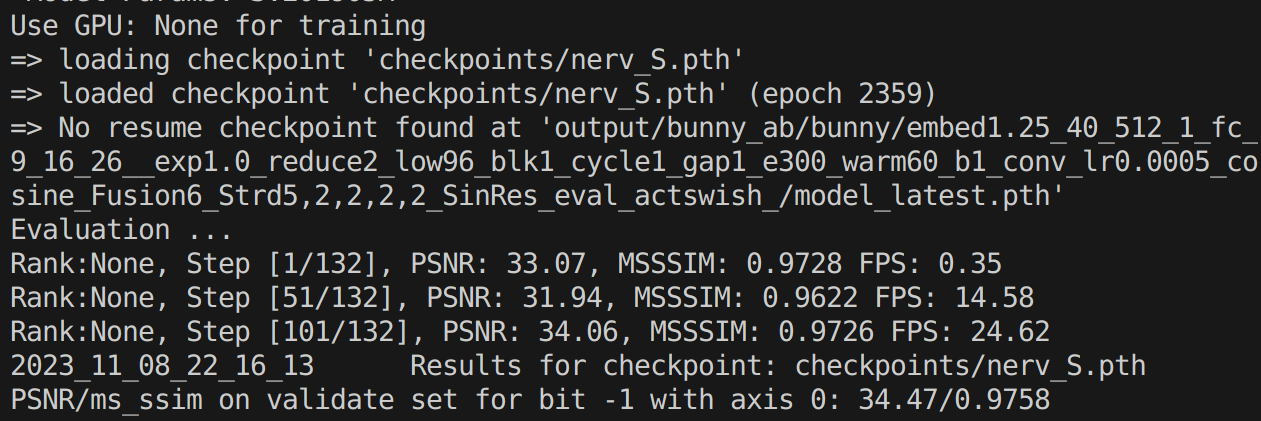 Use GPU: None for training
=> loading checkpoint 'checkpoints/nerv_S.pth'
=> loaded checkpoint 'checkpoints/nerv_S.pth' (epoch 2359)
=> No resume checkpoint found at 'output/bunny_ab/bunny/embed1.25_40_512_1_fc_
9_16_26__exp1.0_reduce2_low96_blk1_cycle1_gap1_e300_warm60_b1_conv_lr0.0005_co
sine_Fusion6_Strd5,2,2,2,2_SinRes_eval_actswish_/model_latest.pth'
Evaluation ...
Rank:None, Step [1/132], PSNR: 33.07, MSSSIM: 0.9728 FPS: 0.35
Rank:None, Step [51/132], PSNR: 31.94, MSSSIM: 0.9622 FPS: 14.58
Rank:None, Step [101/132], PSNR: 34.06, MSSSIM: 0.9726 FPS: 24.62
2023_11_08_22_16_13      Results for checkpoint: checkpoints/nerv_S.pth
PSNR/ms_ssim on validate set for bit -1 with axis 0: 34.47/0.9758